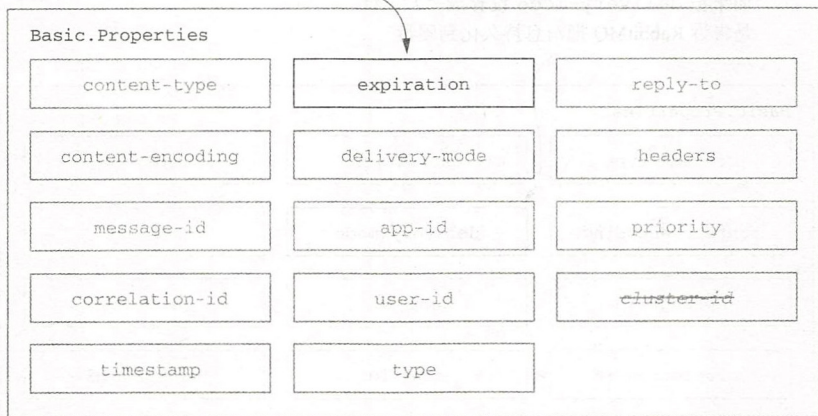 Basic.Properties
content-type expiration reply-to
content-encoding delivery-mode headers
message-id app-id priority
correlation-id user-id cluster-id
timestamp type